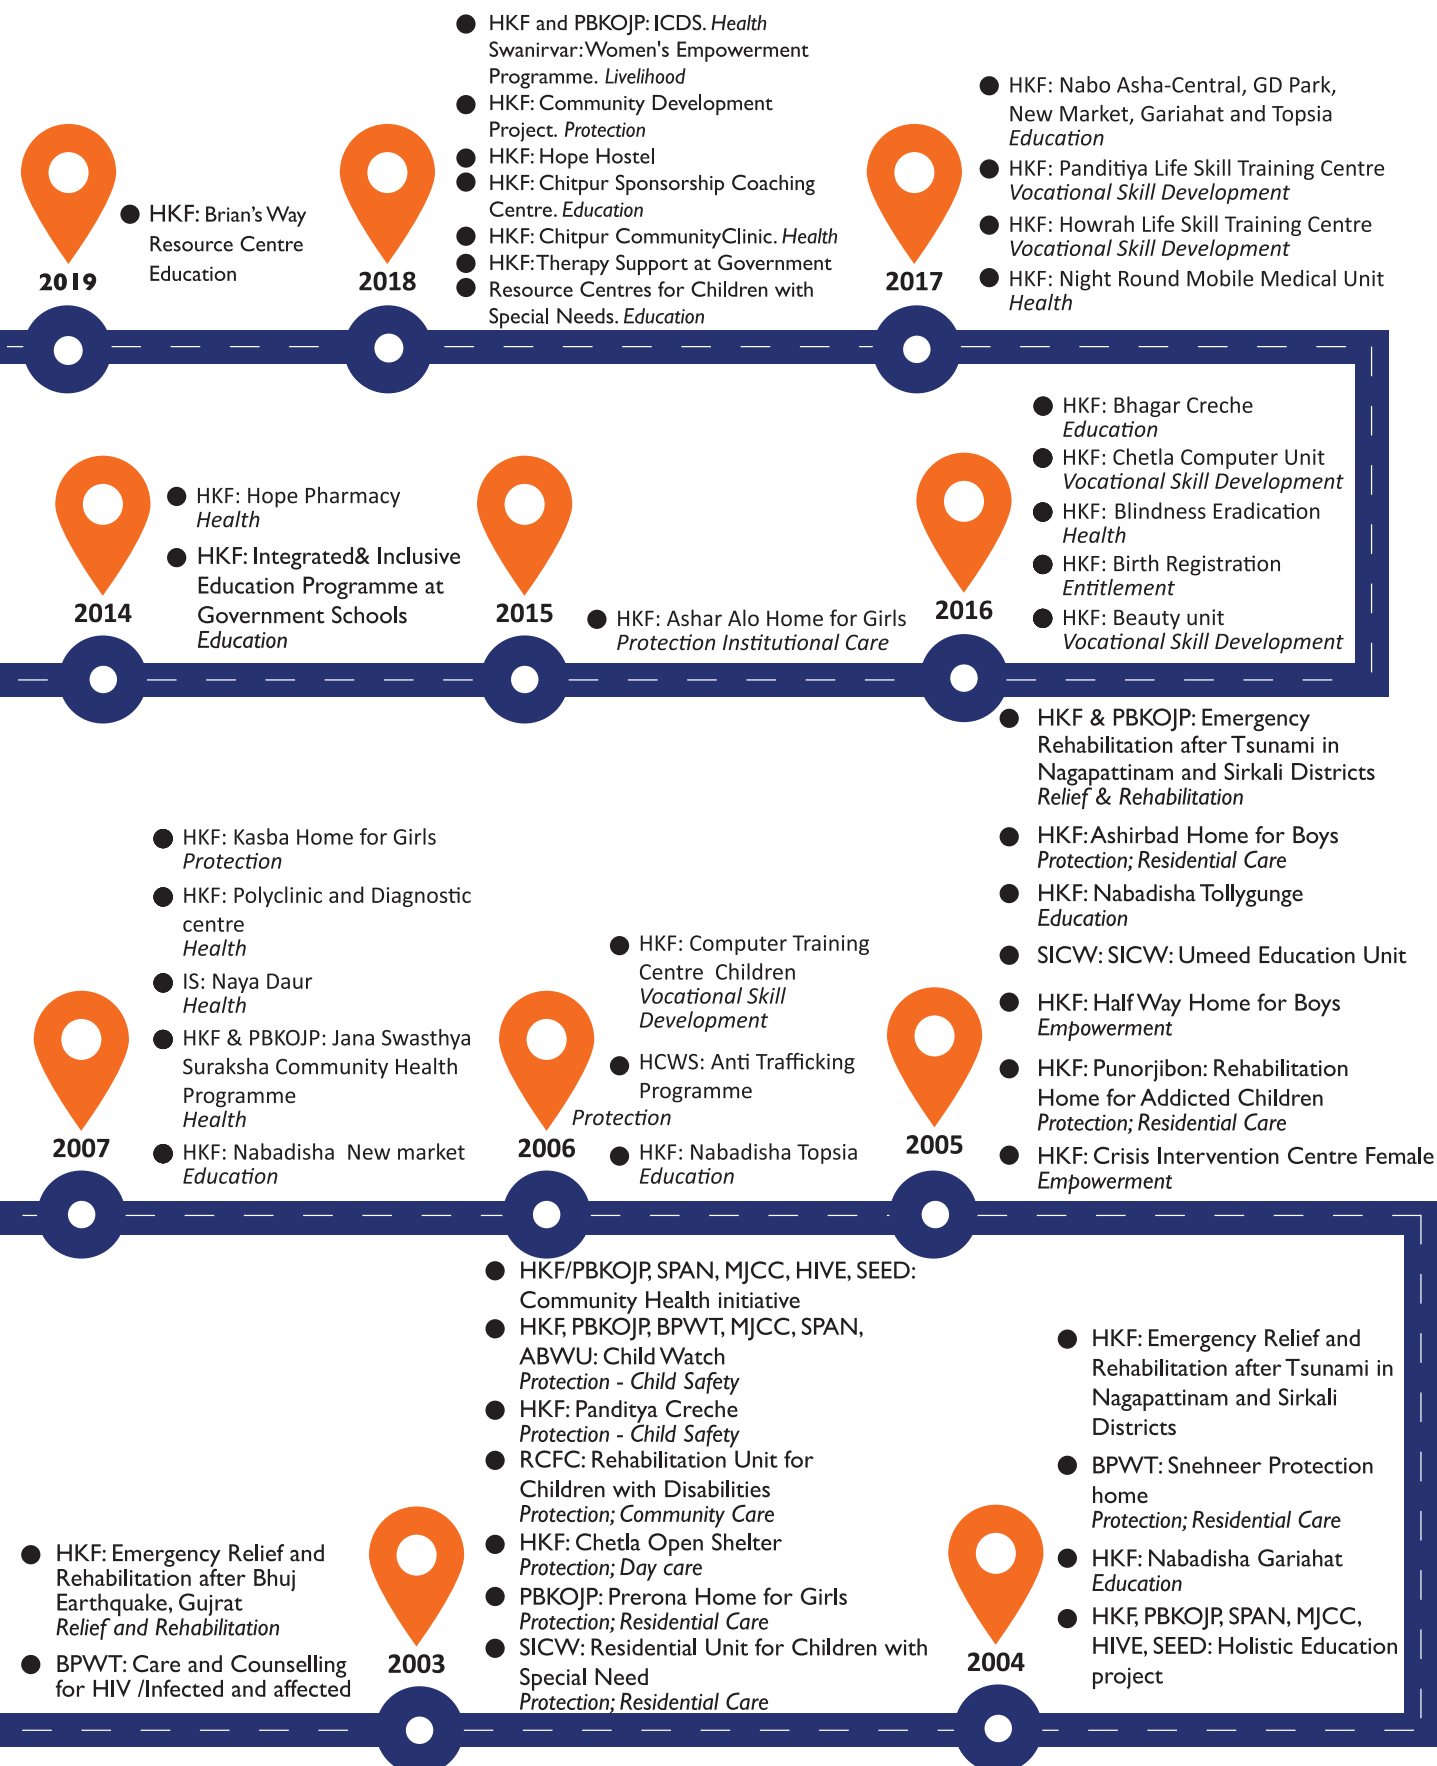 HKF and PBKOJP: ICDS. Health
Swanirvar: Women's Empowerment
Programme. Livelihood
HKF: Community Development
Project. Protection
HKF: Hope Hostel
HKF: Chitpur Sponsorship Coaching
Centre. Education
HKF: Chitpur CommunityClinic. Health
HKF: Therapy Support at Government
Resource Centres for Children with
Special Needs. Education
HKF: Nabo Asha-Central, GD Park,
New Market, Gariahat and Topsia
Education
HKF: Panditiya Life Skill Training Centre
Vocational Skill Development
HKF: Howrah Life Skill Training Centre
Vocational Skill Development
HKF: Night Round Mobile Medical Unit
Health
HKF: Brian's Way
Resource Centre
Education
2019
2018
2017
HKF: Hope Pharmacy
Health
HKF: Integrated& Inclusive
Education Programme at
Government Schools
Education
2014
2015
HKF: Ashar Alo Home for Girls
Protection Institutional Care
2016
HKF: Bhagar Creche
Education
HKF: Chetla Computer Unit
Vocational Skill Development
HKF: Blindness Eradication
Health
HKF: Birth Registration
Entitlement
HKF: Beauty unit
Vocational Skill Development
HKF: Kasba Home for Girls
Protection
HKF: Polyclinic and Diagnostic
centre
Health
IS: Naya Daur
Health
HKF & PBKOJP: Jana Swasthya
Suraksha Community Health
Programme
Health
HKF: Nabadisha New market
Education
2007
HKF: Computer Training
Centre Children
Vocational Skill
Development
HCWS: Anti Trafficking
Programme
Protection
HKF: Nabadisha Topsia
Education
2006
2005
HKF & PBKOJP: Emergency
Rehabilitation after Tsunami in
Nagapattinam and Sirkali Districts
Relief & Rehabilitation
HKF: Ashirbad Home for Boys
Protection; Residential Care
HKF: Nabadisha Tollygunge
Education
SICW: SICW: Umeed Education Unit
HKF: Half Way Home for Boys
Empowerment
HKF: Punorjibon: Rehabilitation
Home for Addicted Children
Protection; Residential Care
HKF: Crisis Intervention Centre Female
Empowerment
HKF: Emergency Relief and
Rehabilitation after Bhuj
Earthquake, Gujrat
Relief and Rehabilitation
BPWT: Care and Counselling
for HIV /Infected and affected
2003
HKF/PBKOJP, SPAN, MJCC, HIVE, SEED:
Community Health initiative
HKF, PBKOJP, BPWT, MJCC, SPAN,
ABWU: Child Watch
Protection - Child Safety
HKF: Panditya Creche
Protection - Child Safety
RCFC: Rehabilitation Unit for
Children with Disabilities
Protection; Community Care
HKF: Chetla Open Shelter
Protection; Day care
PBKOJP: Prerona Home for Girls
Protection; Residential Care
SICW: Residential Unit for Children with
Special Need
Protection; Residential Care
2004
HKF: Emergency Relief and
Rehabilitation after Tsunami in
Nagapattinam and Sirkali
Districts
BPWT: Snehneer Protection
home
Protection; Residential Care
HKF: Nabadisha Gariahat
Education
HKF, PBKOJP, SPAN, MJCC,
HIVE, SEED: Holistic Education
project